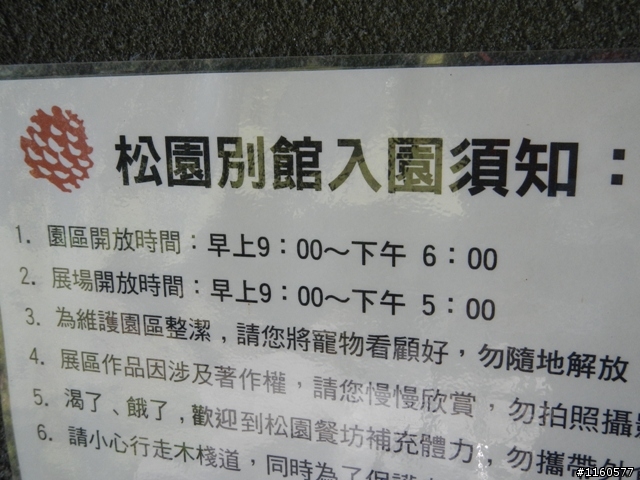 松園別館入園須知：
1. 園區開放時間：早上9：00～下午 6：00
2. 展場開放時間：早上9：00～下午 5：00
3. 為維護園區整潔，請您將寵物看顧好，勿隨地解放
4. 展區作品因涉及著作權，請您慢慢欣賞，勿拍照攝
5. 渴了、餓了，歡迎到松園餐坊補充體力，勿攜帶外
6. 請小心行走木棧道，同時為了保護
#1160577